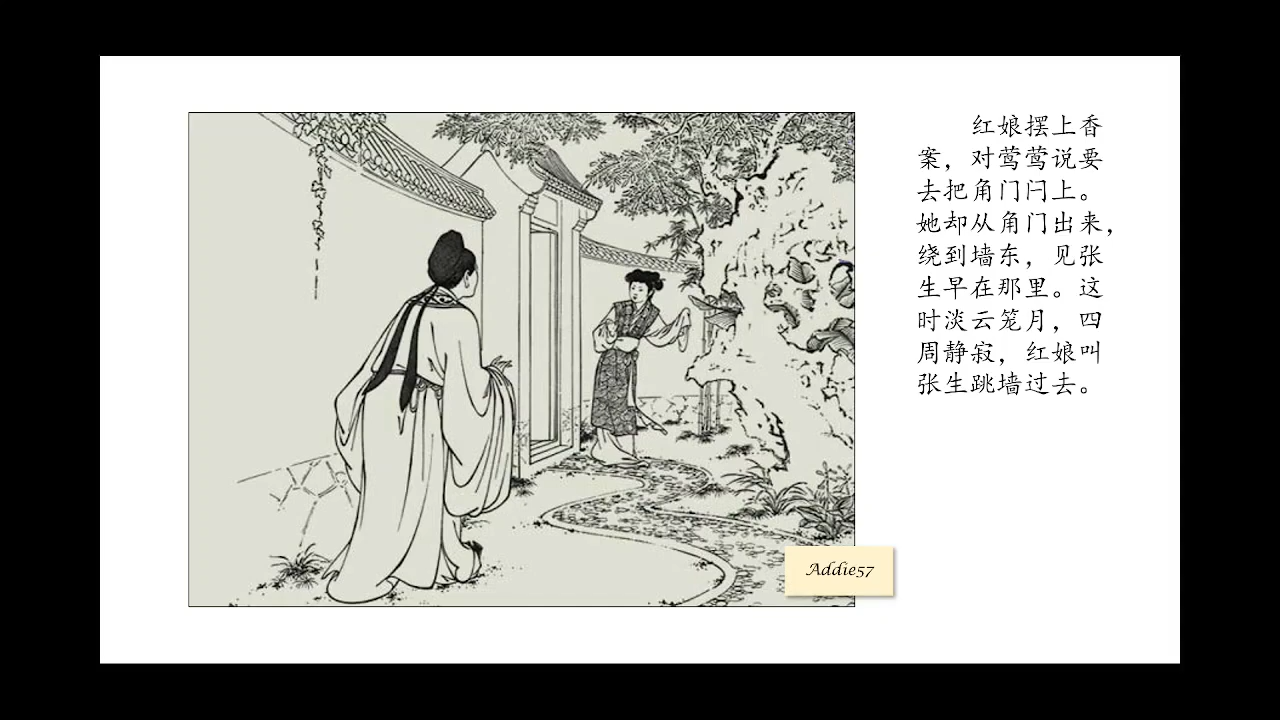 红娘摆上香
案，对莺莺说要
去把角门闩上。
她却从角门出来，
绕到墙东，见张
生早在那里。这
时淡云笼月，四
周静寂，红娘叫
张生跳墙过去。
Addie57